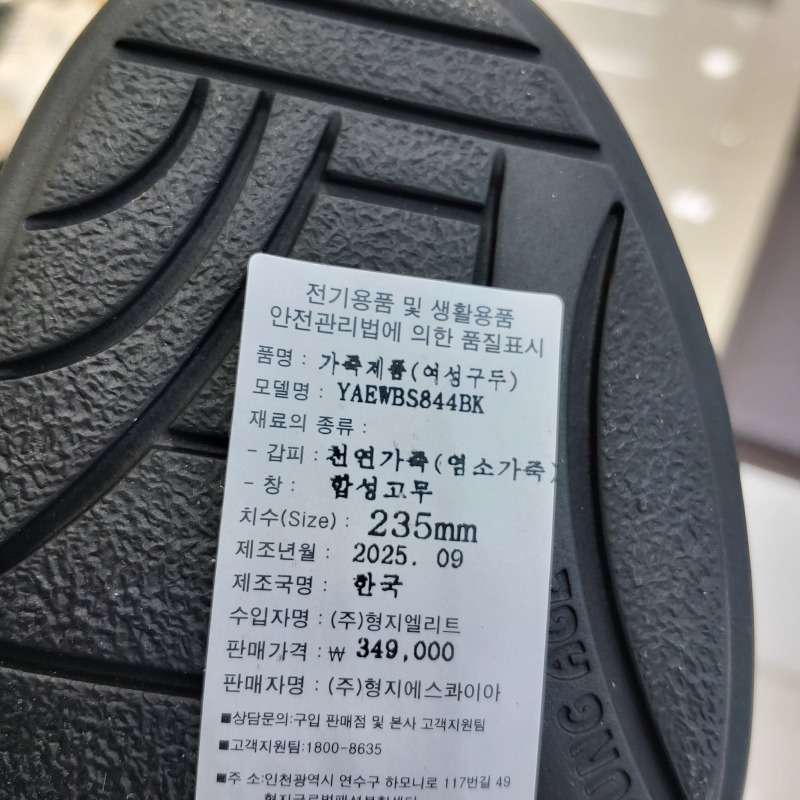 전기용품 및 생활용품
안전관리법에 의한 품질표시
품명 : 가죽제품(여성구두)
모델명 : YAEWBS844BK
재료의 종류 :
- 갑피 : 천연가죽(염소가죽)
- 창 : 합성고무
치수(Size) : 235mm
제조년월 : 2025. 09
제조국명 : 한국
수입자명 : (주)형지엘리트
판매가격 : ₩ 349,000
판매자명 : (주)형지에스콰이아
■상담문의:구입 판매점 및 본사 고객지원팀
■고객지원팀:1800-8635
■주 소:인천광역시 연수구 하모니로 117번길 49